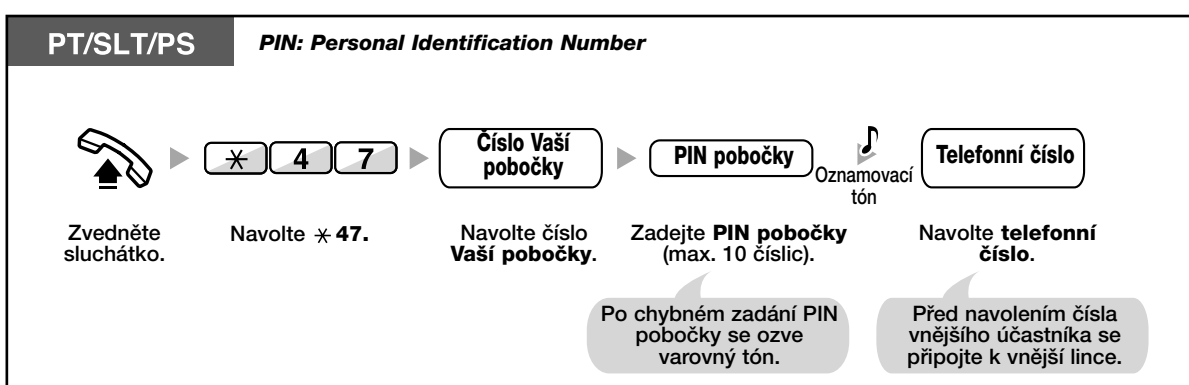 PT/SLT/PS
PIN: Personal Identification Number
* 4 7
Číslo Vaší
pobočky
PIN pobočky
Oznamovací
tón
Telefonní číslo
Zvedněte
sluchátko.
Navolte * 47.
Navolte číslo
Vaší pobočky.
Zadejte PIN pobočky
(max. 10 číslic).
Navolte telefonní
číslo.
Po chybném zadání PIN
pobočky se ozve
varovný tón.
Před navolením čísla
vnějšího účastníka se
připojte k vnější lince.